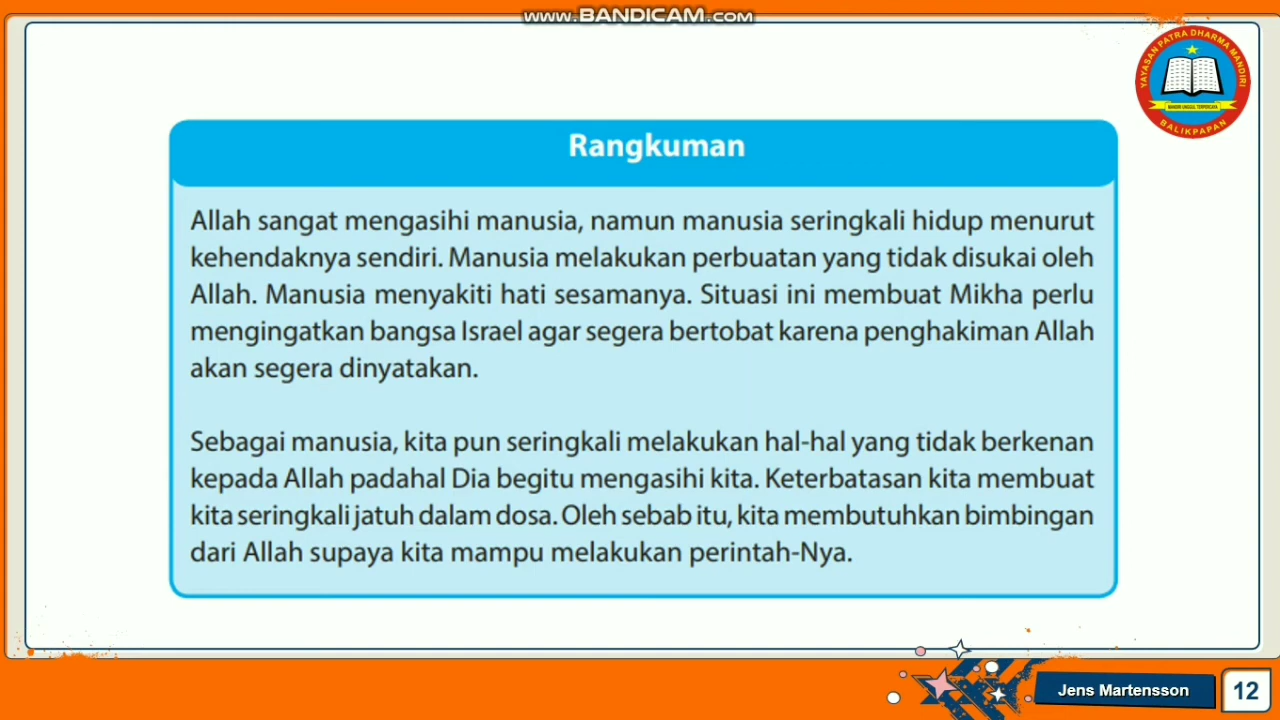 www.BANDICAM.com
YAYASAN PATRA DHARMA MANDIRI
BALIKPAPAN
Rangkuman
Allah sangat mengasihi manusia, namun manusia seringkali hidup menurut
kehendaknya sendiri. Manusia melakukan perbuatan yang tidak disukai oleh
Allah. Manusia menyakiti hati sesamanya. Situasi ini membuat Mikha perlu
mengingatkan bangsa Israel agar segera bertobat karena penghakiman Allah
akan segera dinyatakan.
Sebagai manusia, kita pun seringkali melakukan hal-hal yang tidak berkenan
kepada Allah padahal Dia begitu mengasihi kita. Keterbatasan kita membuat
kita seringkali jatuh dalam dosa. Oleh sebab itu, kita membutuhkan bimbingan
dari Allah supaya kita mampu melakukan perintah-Nya.
Jens Martensson
12